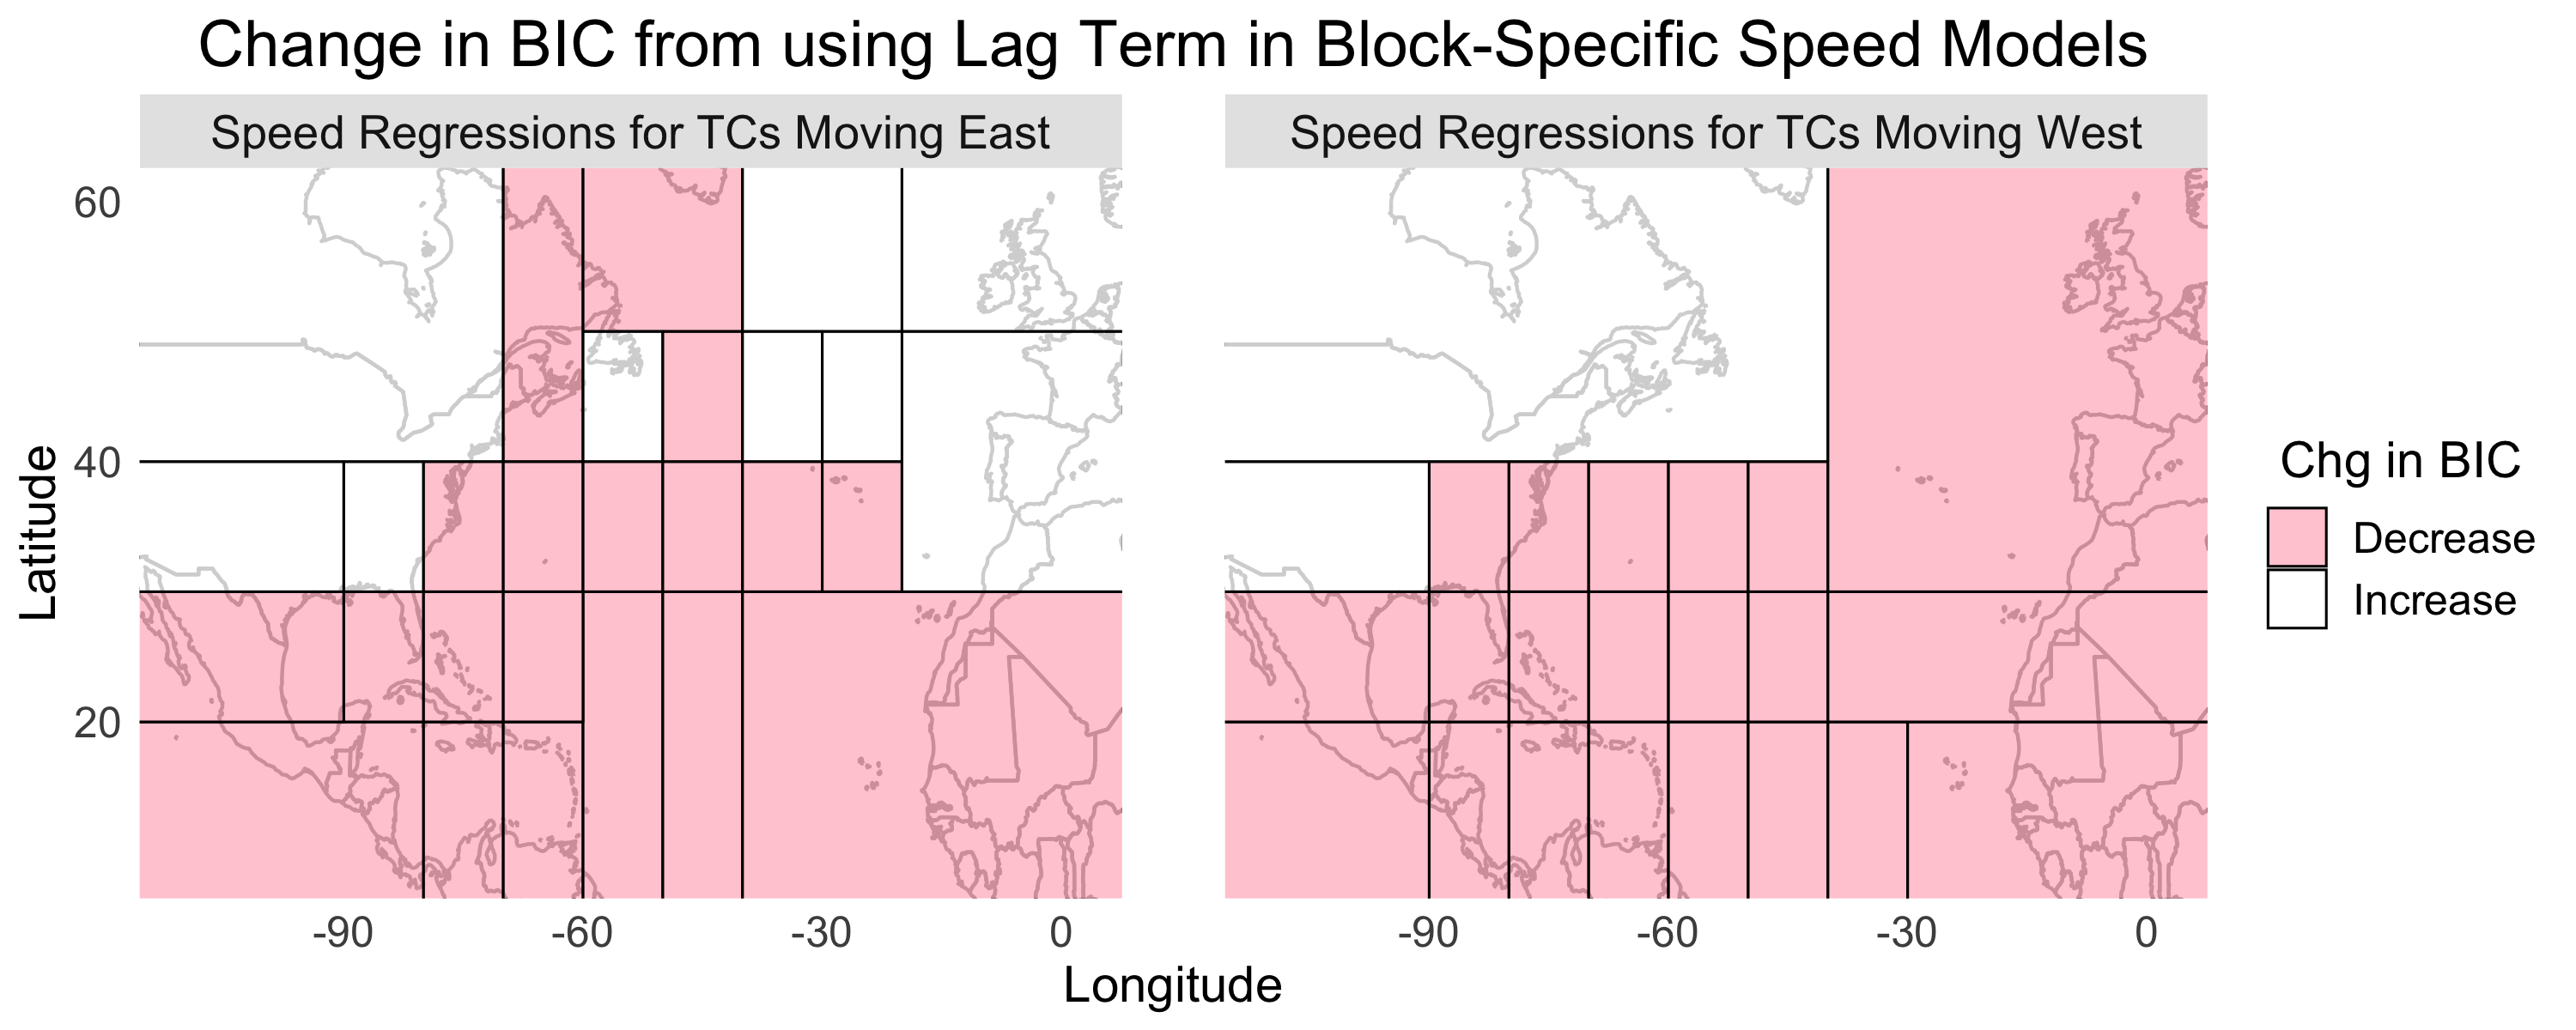 Change in BIC from using Lag Term in Block-Specific Speed Models
Speed Regressions for TCs Moving East
Speed Regressions for TCs Moving West
Latitude
60
40
20
-90
-60
-30
0
-90
-60
-30
0
Longitude
Chg in BIC
Decrease
Increase